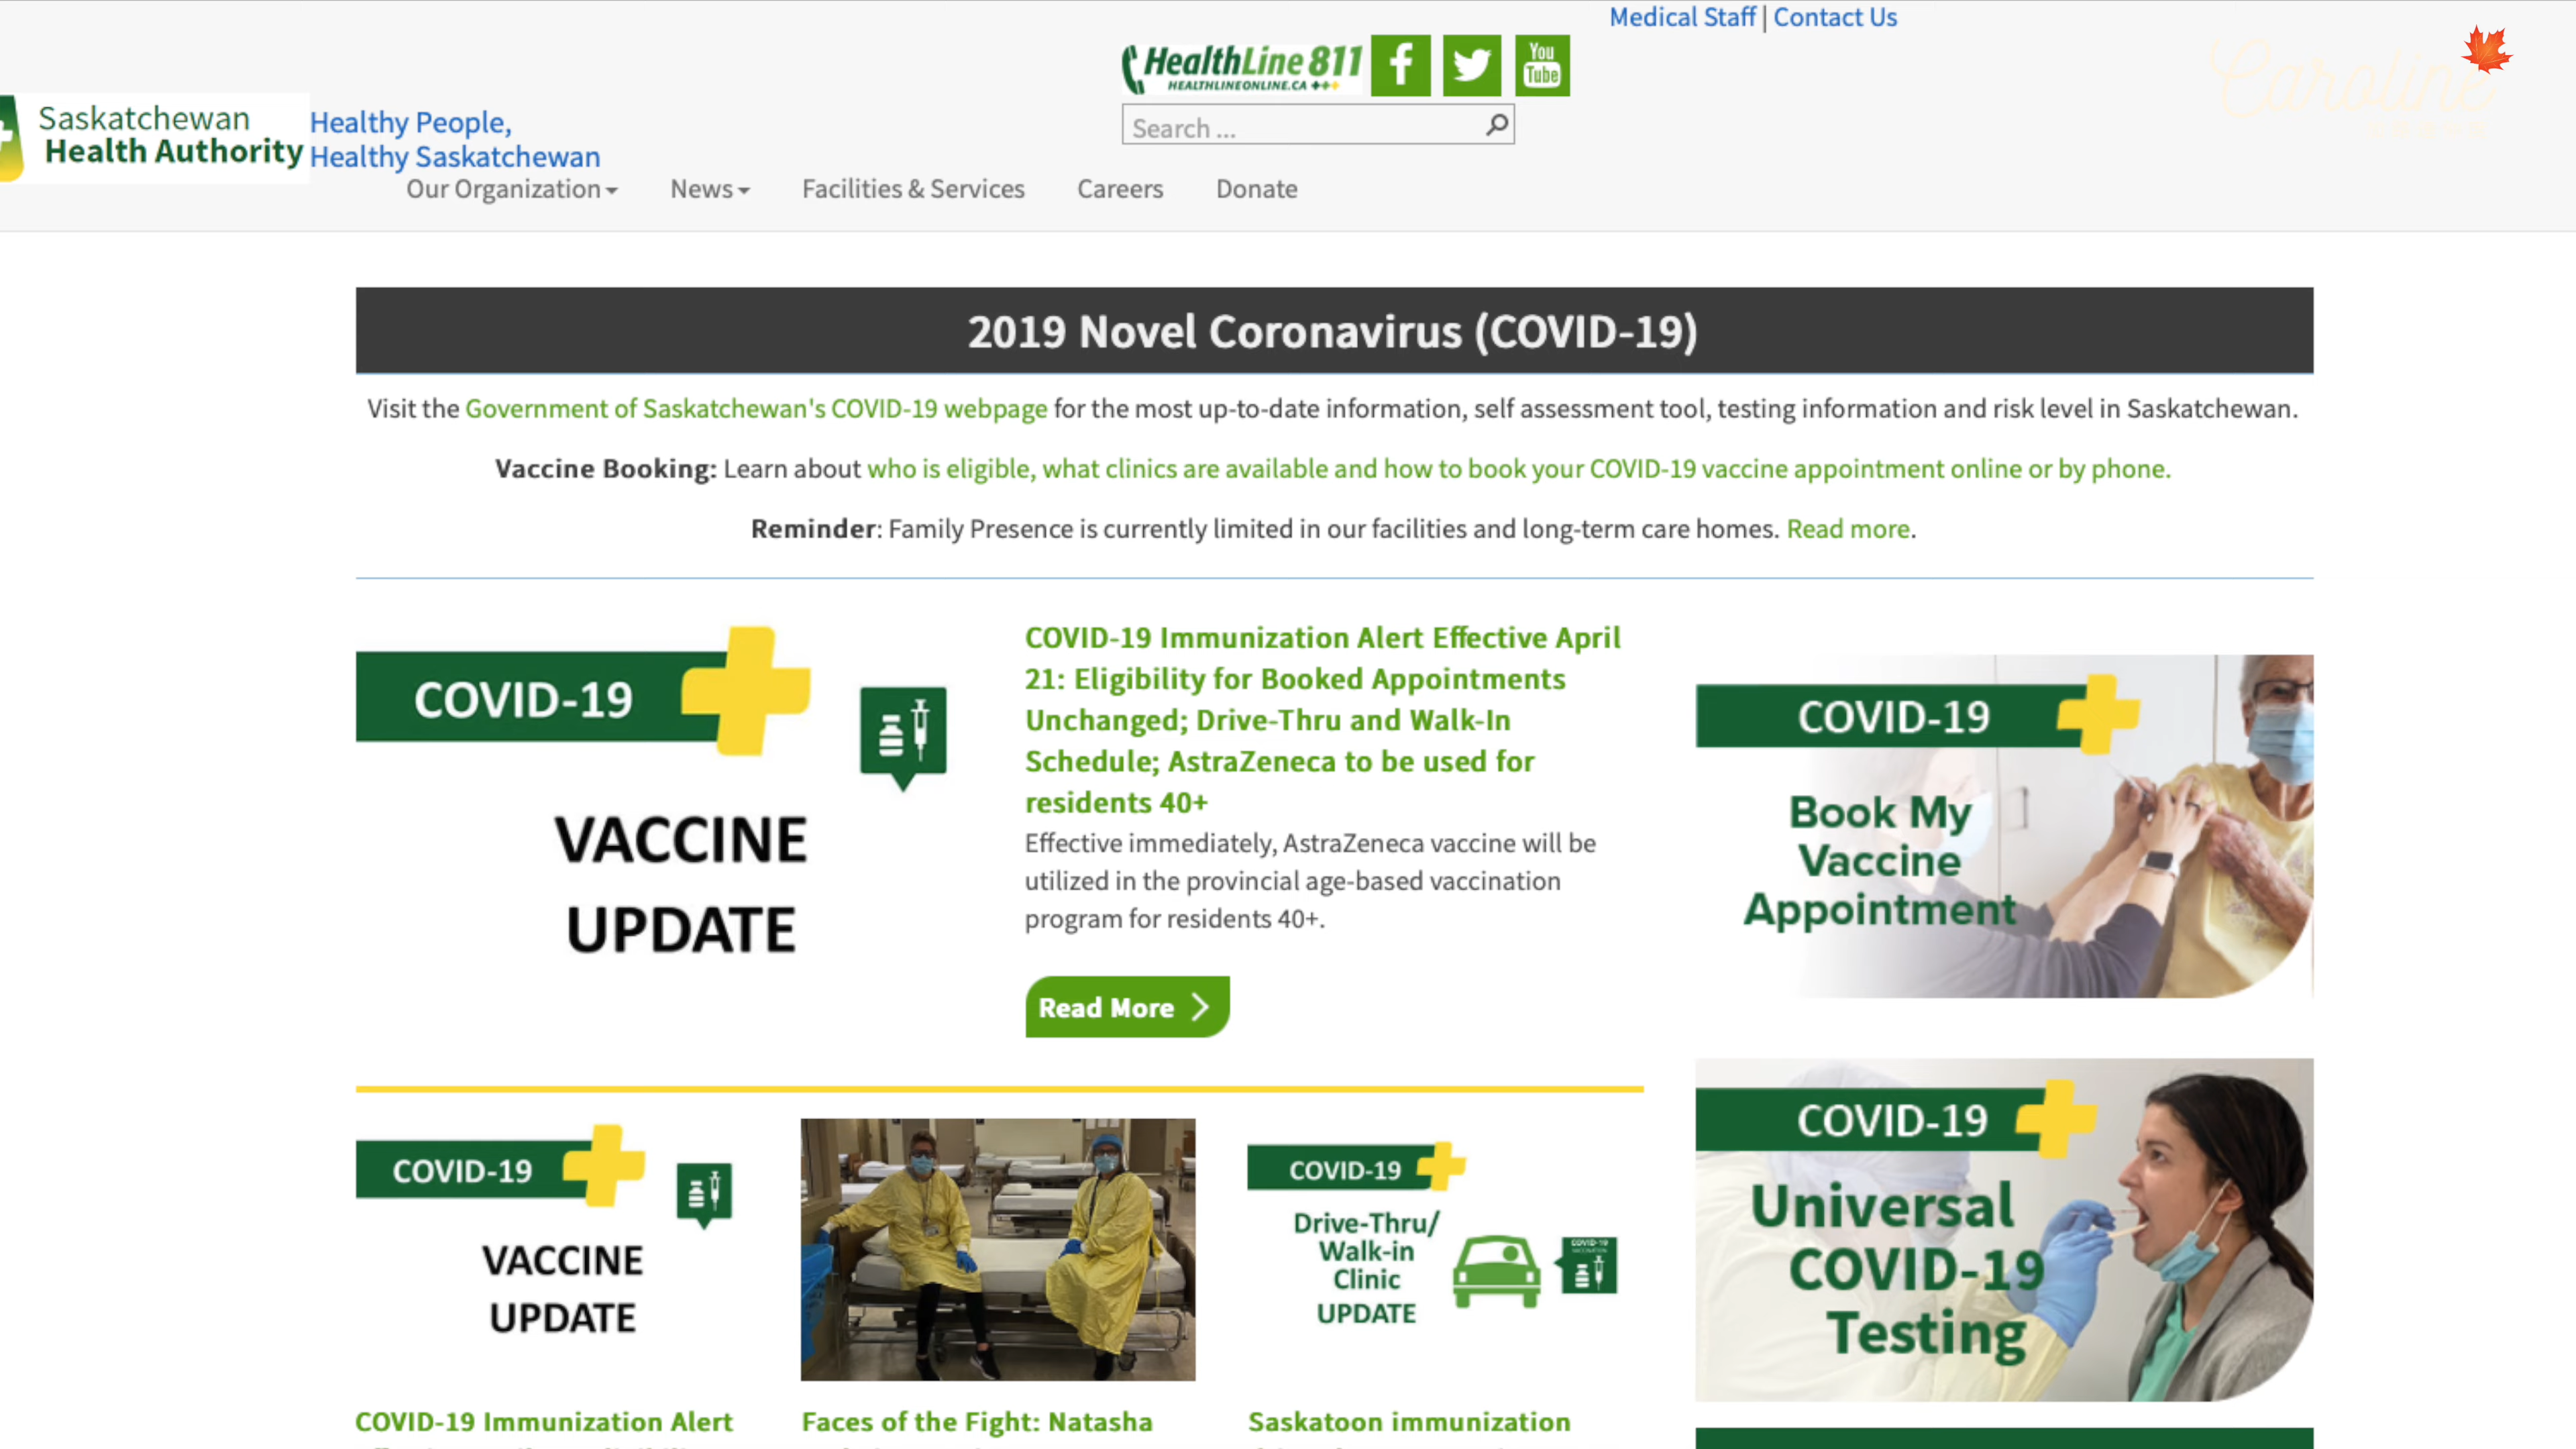 Medical Staff | Contact Us
HealthLine 811
HEALTHLINEONLINE.CA
You
Tube
Caroline
Saskatchewan
Health Authority
Healthy People,
Healthy Saskatchewan
Search ...
Our Organization
News
Facilities & Services
Careers
Donate
2019 Novel Coronavirus (COVID-19)
Visit the Government of Saskatchewan's COVID-19 webpage for the most up-to-date information, self assessment tool, testing information and risk level in Saskatchewan.
Vaccine Booking: Learn about who is eligible, what clinics are available and how to book your COVID-19 vaccine appointment online or by phone.
Reminder: Family Presence is currently limited in our facilities and long-term care homes. Read more.
COVID-19
VACCINE
UPDATE
COVID-19 Immunization Alert Effective April
21: Eligibility for Booked Appointments
Unchanged; Drive-Thru and Walk-In
Schedule; AstraZeneca to be used for
residents 40+
Effective immediately, AstraZeneca vaccine will be
utilized in the provincial age-based vaccination
program for residents 40+.
Read More
COVID-19
Book My
Vaccine
Appointment
COVID-19
VACCINE
UPDATE
COVID-19
Drive-Thru/
Walk-in
Clinic
UPDATE
COVID-19
COVID-19
Universal
COVID-19
Testing
COVID-19 Immunization Alert
Faces of the Fight: Natasha
Saskatoon immunization